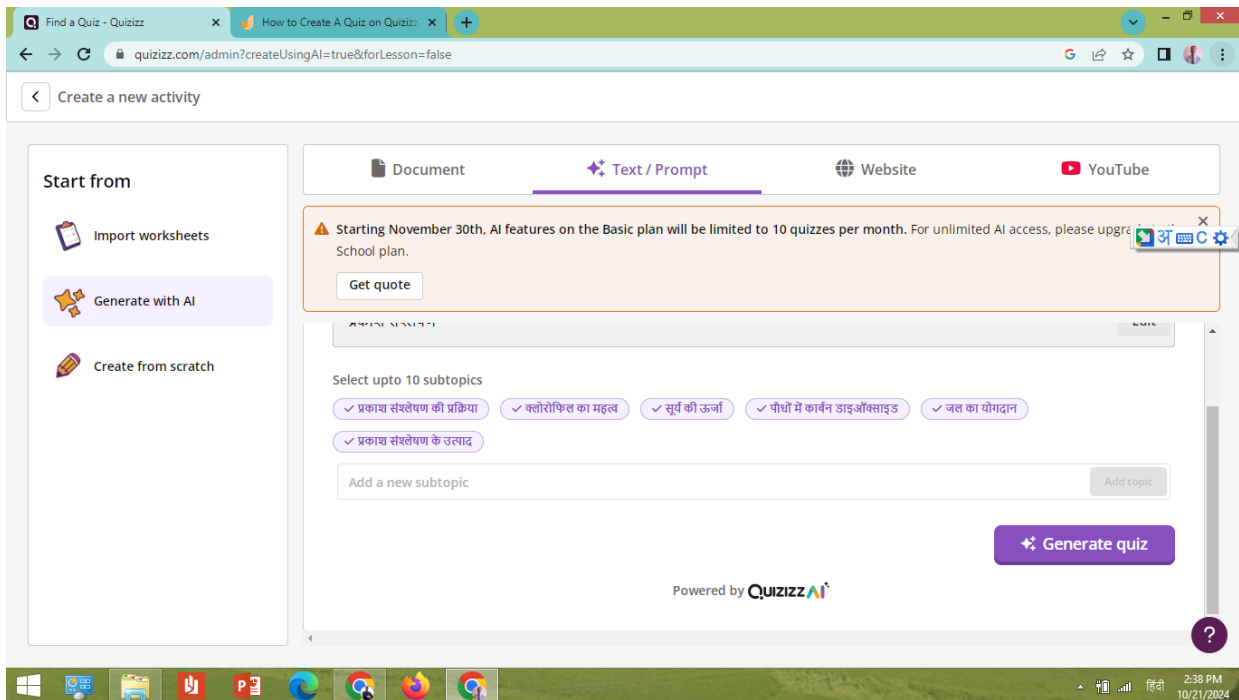 Find a Quiz - Quizizz
How to Create A Quiz on Quizizz
quizizz.com/admin?createUsingAI=true&forLesson=false
Create a new activity
Start from
Import worksheets
Generate with AI
Create from scratch
Document
Text / Prompt
Website
YouTube
Starting November 30th, AI features on the Basic plan will be limited to 10 quizzes per month. For unlimited AI access, please
School plan.
Get quote
Select upto 10 subtopics
प्रकाश संश्लेषण की प्रक्रिया
क्लोरोफिल का महत्व
सूर्य की ऊर्जा
पौधों में कार्बन डाइऑक्साइड
जल का योगदान
प्रकाश संश्लेषण के उत्पाद
Add a new subtopic
Add topic
Generate quiz
Powered by Quizizz AI
?
अ C
हिंदी
2:38 PM
10/21/2024